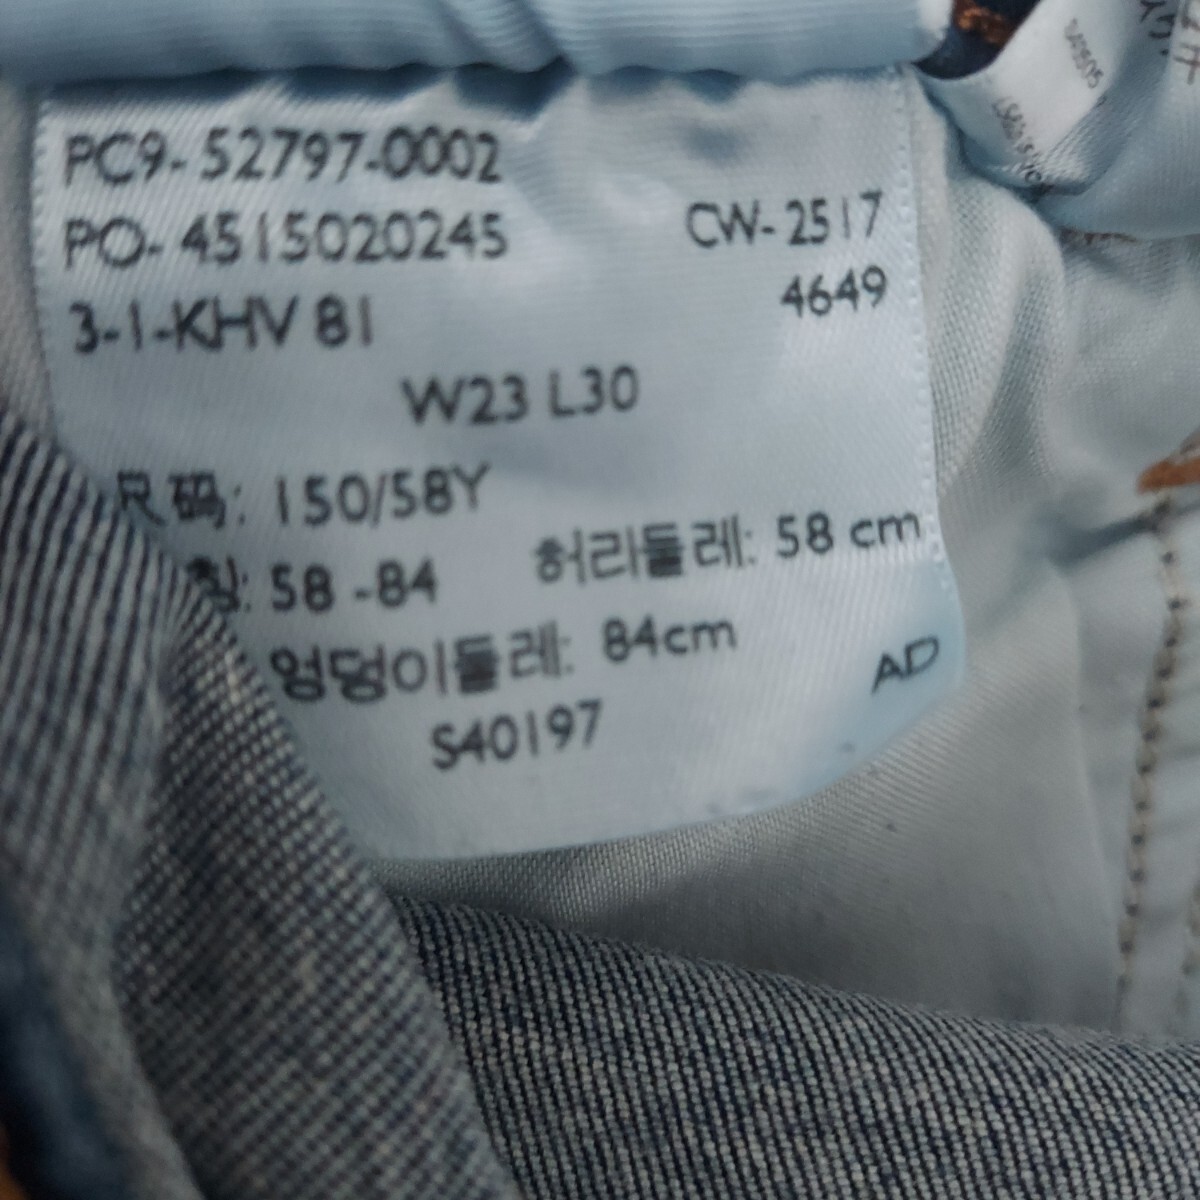 PC9- 52797-0002
PO- 4515020245
CW- 2517
3-1-KHV 81
4649
W23 L30
尺码: 150/58Y
칭: 58 -84 허리둘레: 58 cm
엉덩이둘레: 84cm
AD
S40197